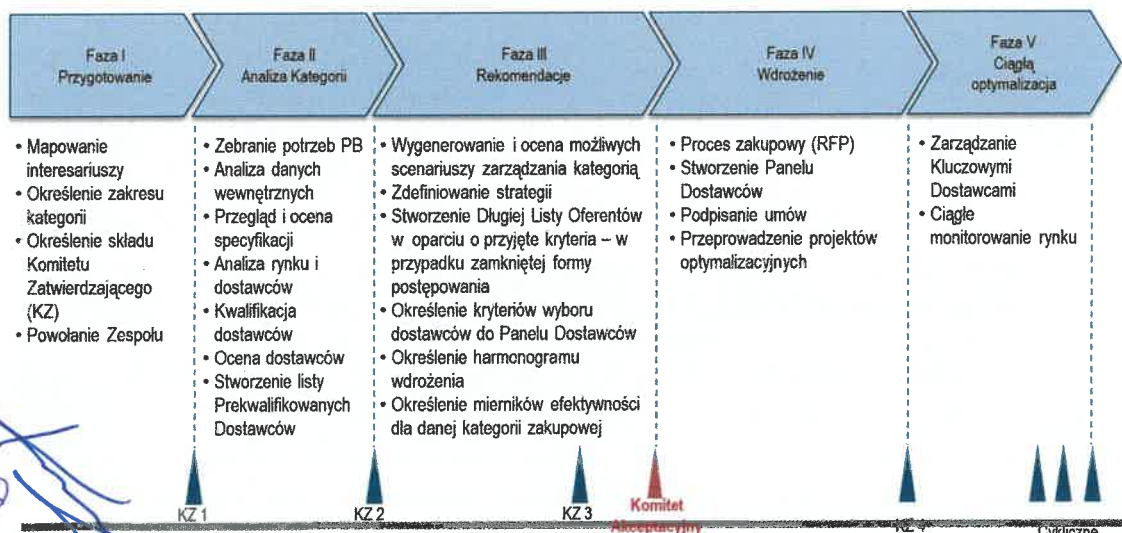 Faza I
Przygotowanie
Faza II
Analiza Kategorii
Faza III
Rekomendacje
Faza IV
Wdrożenie
Faza V
Ciągłą
optymalizacja
• Mapowanie
interesariuszy
• Określenie zakresu
kategorii
• Określenie składu
Komitetu
Zatwierdzającego
(KZ)
• Powołanie Zespołu
• Zebranie potrzeb PB
• Analiza danych
wewnętrznych
• Przegląd i ocena
specyfikacji
• Analiza rynku i
dostawców
• Kwalifikacja
dostawców
• Ocena dostawców
• Stworzenie listy
Prekwalifikowanych
Dostawców
• Wygenerowanie i ocena możliwych
scenariuszy zarządzania kategorią
• Zdefiniowanie strategii
• Stworzenie Długiej Listy Oferentów
w oparciu o przyjęte kryteria – w
przypadku zamkniętej formy
postępowania
• Określenie kryteriów wyboru
dostawców do Panelu Dostawców
• Określenie harmonogramu
wdrożenia
• Określenie mierników efektywności
dla danej kategorii zakupowej
• Proces zakupowy (RFP)
• Stworzenie Panelu
Dostawców
• Podpisanie umów
• Przeprowadzenie projektów
optymalizacyjnych
• Zarządzanie
Kluczowymi
Dostawcami
• Ciągłe
monitorowanie rynku
KZ 1
KZ 2
KZ 3
Komitet
Akceptacyjny
KZ 4
Cykliczne